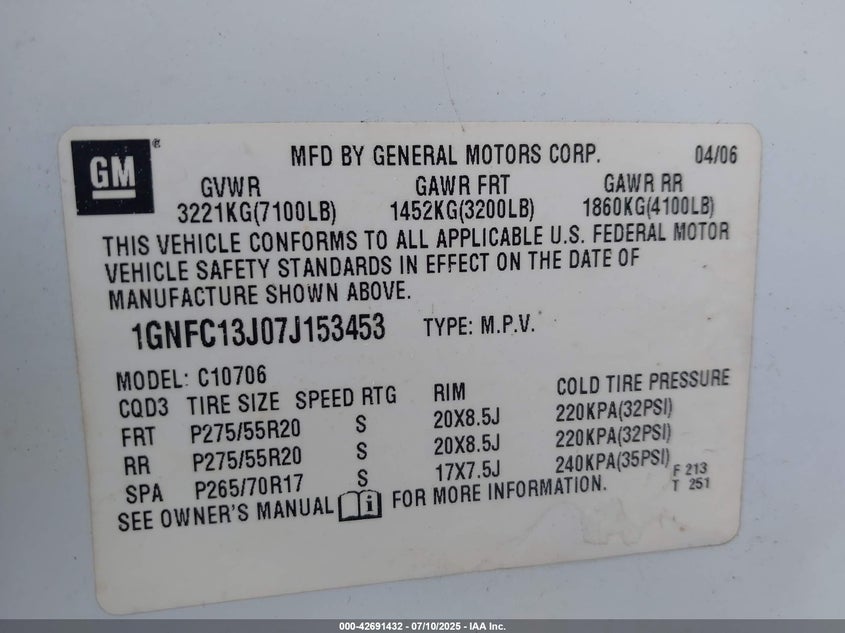 GM®
MFD BY GENERAL MOTORS CORP. 04/06
GVWR GAWR FRT GAWR RR
3221KG(7100LB) 1452KG(3200LB) 1860KG(4100LB)
THIS VEHICLE CONFORMS TO ALL APPLICABLE U.S. FEDERAL MOTOR
VEHICLE SAFETY STANDARDS IN EFFECT ON THE DATE OF
MANUFACTURE SHOWN ABOVE.
1GNFC13J07J153453 TYPE: M.P.V.
MODEL: C10706
CQD3 TIRE SIZE SPEED RTG RIM COLD TIRE PRESSURE
FRT P275/55R20 S 20X8.5J 220KPA(32PSI)
RR P275/55R20 S 20X8.5J 220KPA(32PSI)
SPA P265/70R17 S 17X7.5J 240KPA(35PSI)
SEE OWNER'S MANUAL i FOR MORE INFORMATION.
F 213
T 251
000-42691432 - 07/10/2025 - IAA Inc.